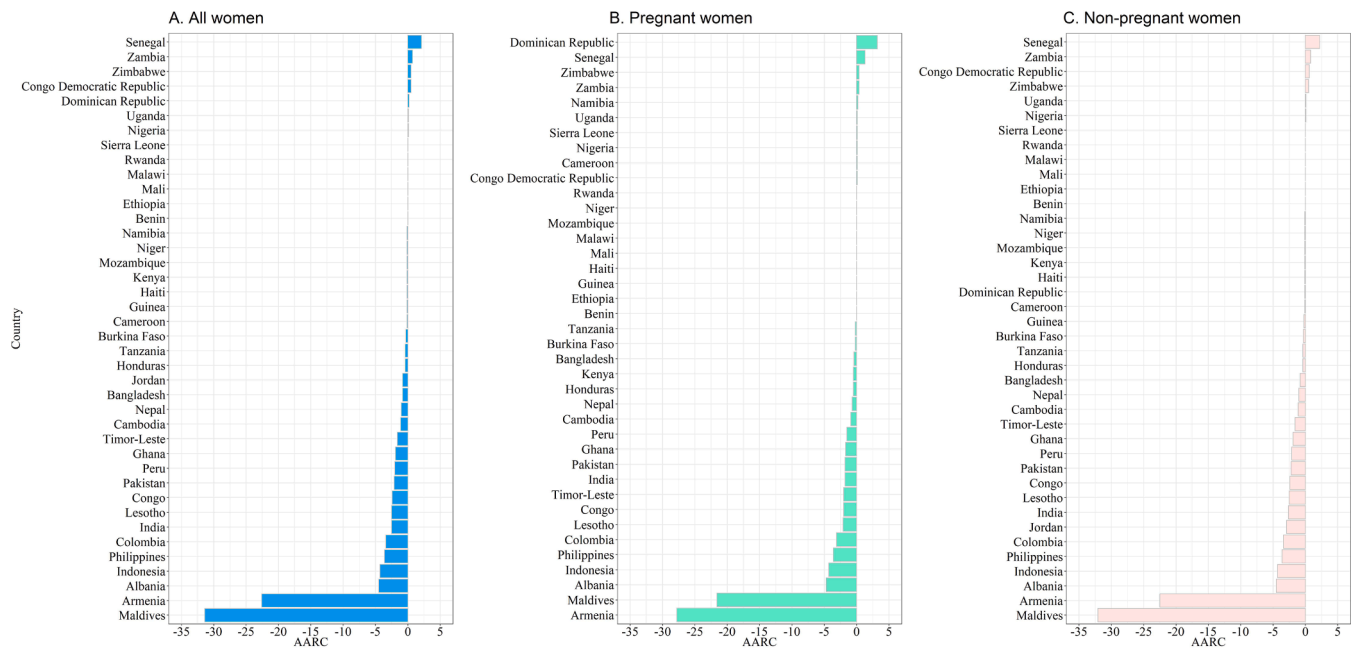 A. All women
Senegal
Zambia
Zimbabwe
Congo Democratic Republic
Dominican Republic
Uganda
Nigeria
Sierra Leone
Rwanda
Malawi
Mali
Ethiopia
Benin
Namibia
Niger
Mozambique
Kenya
Haiti
Guinea
Cameroon
Burkina Faso
Tanzania
Honduras
Jordan
Bangladesh
Nepal
Cambodia
Timor-Leste
Ghana
Peru
Pakistan
Congo
Lesotho
India
Colombia
Philippines
Indonesia
Albania
Armenia
Maldives
Country
-35 -30 -25 -20 -15 -10 -5 0 5
AARC
B. Pregnant women
Dominican Republic
Senegal
Zimbabwe
Zambia
Namibia
Uganda
Sierra Leone
Nigeria
Cameroon
Congo Democratic Republic
Rwanda
Niger
Mozambique
Malawi
Mali
Haiti
Guinea
Ethiopia
Benin
Tanzania
Burkina Faso
Bangladesh
Kenya
Honduras
Nepal
Cambodia
Peru
Ghana
Pakistan
India
Timor-Leste
Congo
Lesotho
Colombia
Philippines
Indonesia
Albania
Maldives
Armenia
-35 -30 -25 -20 -15 -10 -5 0 5
AARC
C. Non-pregnant women
Senegal
Zambia
Congo Democratic Republic
Zimbabwe
Uganda
Nigeria
Sierra Leone
Rwanda
Malawi
Mali
Ethiopia
Benin
Namibia
Niger
Mozambique
Kenya
Haiti
Dominican Republic
Cameroon
Guinea
Burkina Faso
Tanzania
Honduras
Bangladesh
Nepal
Cambodia
Timor-Leste
Ghana
Peru
Pakistan
Congo
Lesotho
India
Jordan
Colombia
Philippines
Indonesia
Albania
Armenia
Maldives
-35 -30 -25 -20 -15 -10 -5 0 5
AARC